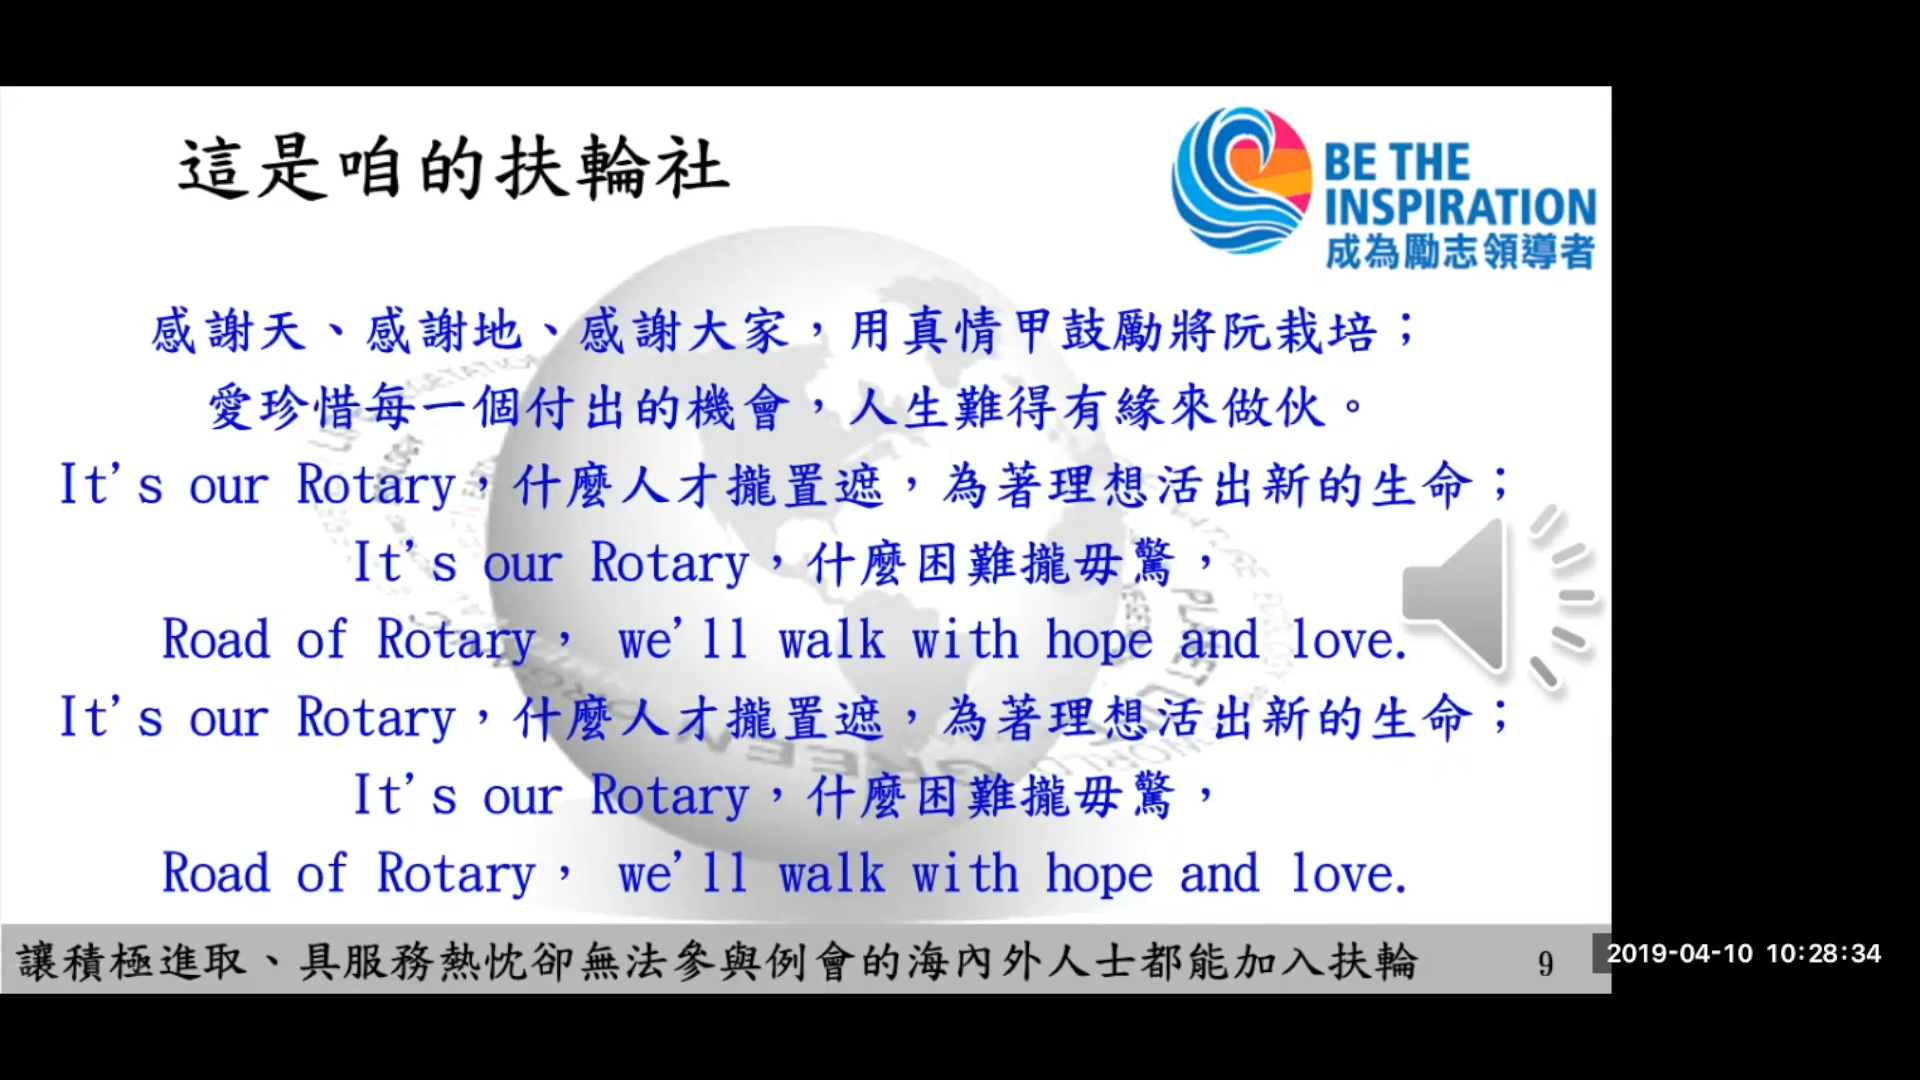 這是咱的扶輪社
BE THE
INSPIRATION
成為勵志領導者
感謝天、感謝地、感謝大家，用真情甲鼓勵將阮栽培；
愛珍惜每一個付出的機會，人生難得有緣來做伙。
It's our Rotary，什麼人才攏置遮，為著理想活出新的生命；
It's our Rotary，什麼困難攏毋驚，
Road of Rotary， we'll walk with hope and love.
It's our Rotary，什麼人才攏置遮，為著理想活出新的生命；
It's our Rotary，什麼困難攏毋驚，
Road of Rotary， we'll walk with hope and love.
GREEN
讓積極進取、具服務熱忱卻無法參與例會的海內外人士都能加入扶輪
9
2019-04-10 10:28:34